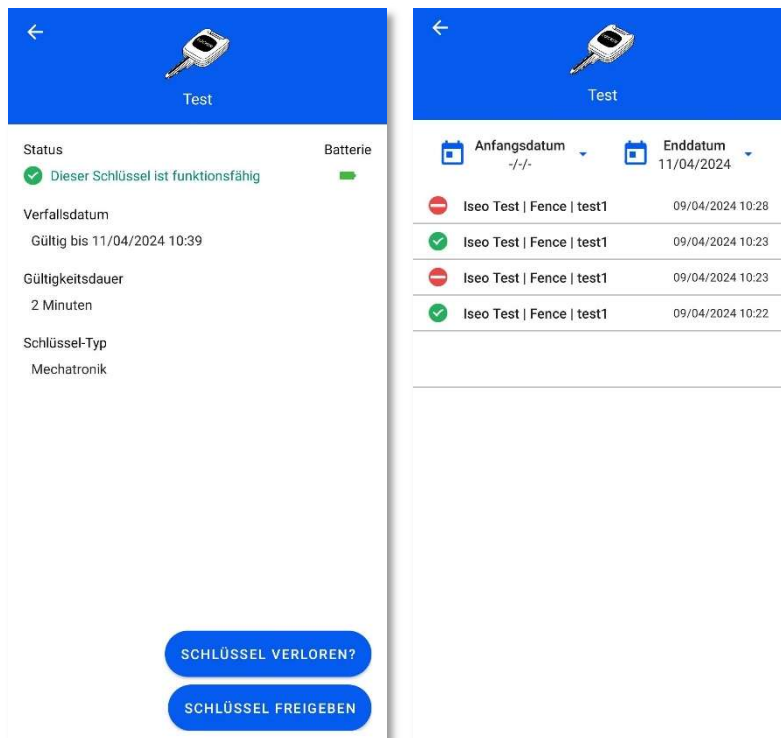 Test
Status
Batterie
Dieser Schlüssel ist funktionsfähig
Verfallsdatum
Gültig bis 11/04/2024 10:39
Gültigkeitsdauer
2 Minuten
Schlüssel-Typ
Mechatronik
SCHLÜSSEL VERLOREN?
SCHLÜSSEL FREIGEBEN
Test
Anfangsdatum
-/-/-
Enddatum
11/04/2024
Iseo Test | Fence | test1 09/04/2024 10:28
Iseo Test | Fence | test1 09/04/2024 10:23
Iseo Test | Fence | test1 09/04/2024 10:23
Iseo Test | Fence | test1 09/04/2024 10:22